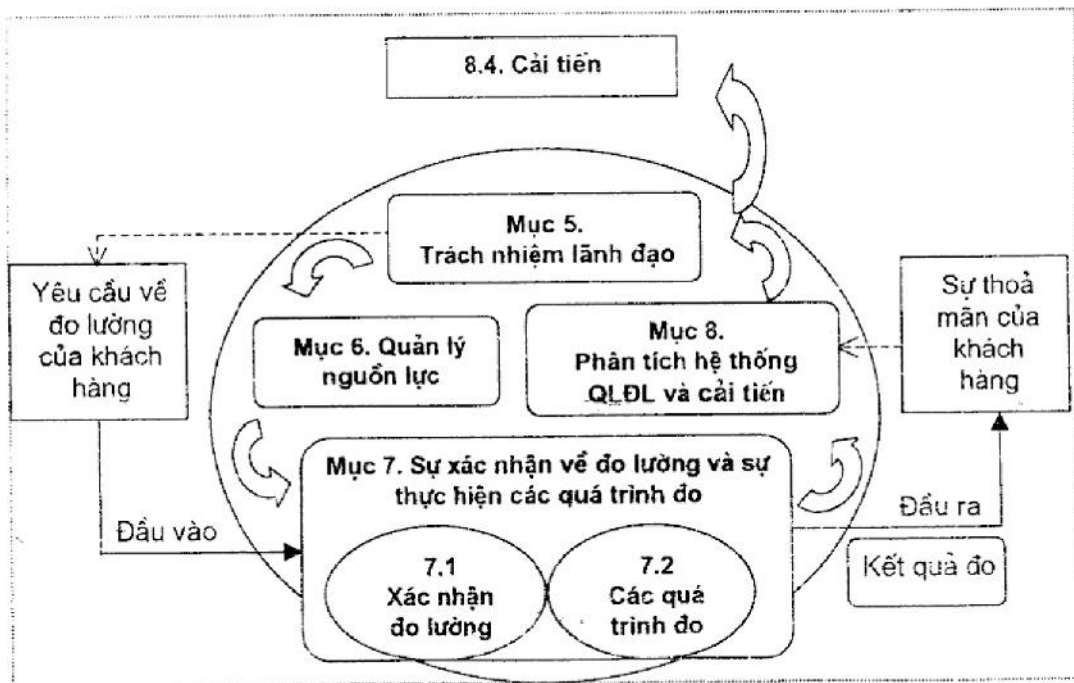 8.4. Cải tiến
Mục 5.
Trách nhiệm lãnh đạo
Yêu cầu về
đo lường
của khách
hàng
Mục 6. Quản lý
nguồn lực
Mục 8.
Phân tích hệ thống
QLĐL và cải tiến
Sự thoả
mãn của
khách
hàng
Mục 7. Sự xác nhận về đo lường và sự
thực hiện các quá trình đo
Đầu vào
Đầu ra
7.1
Xác nhận
đo lường
7.2
Các quá
trình đo
Kết quả đo